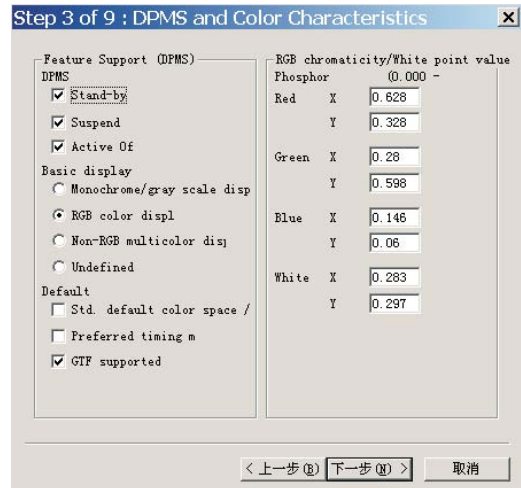 Step 3 of 9 : DPMS and Color Characteristics
Feature Support (DPMS)
DPMS
Stand-by
Suspend
Active Of
Basic display
Monochrome/gray scale disp
RGB color displ
Non-RGB multicolor disj
Undefined
Default
Std. default color space /
Preferred timing m
GTF supported
RGB chromaticity/White point value
Phosphor (0.000 -
Red X 0.628
Y 0.328
Green X 0.28
Y 0.598
Blue X 0.146
Y 0.06
White X 0.283
Y 0.297
< 上一步(B) 下一步(N) > 取消